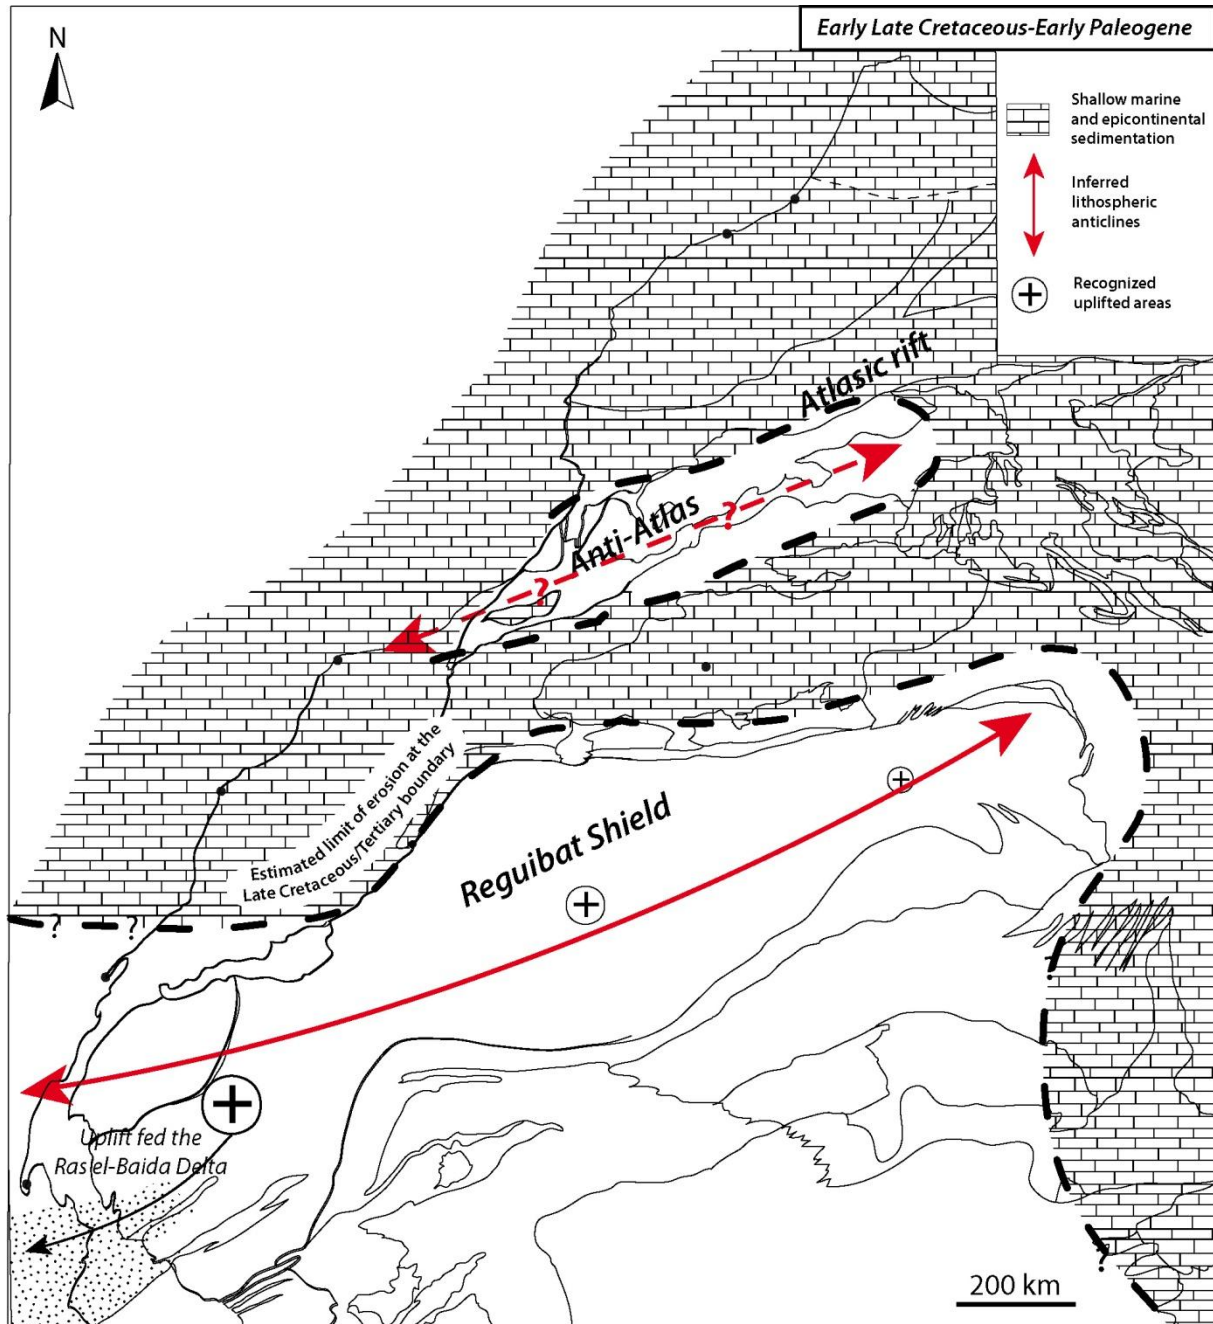 Early Late Cretaceous-Early Paleogene
N
Shallow marine
and epicontinental
sedimentation
Inferred
lithospheric
anticlines
Recognized
uplifted areas
Atlasic rift
Anti-Atlas
?
?
Estimated limit of erosion at the
Late Cretaceous/Tertiary boundary
Reguibat Shield
?
?
Uplift fed the
Ras el-Baida Delta
?
200 km